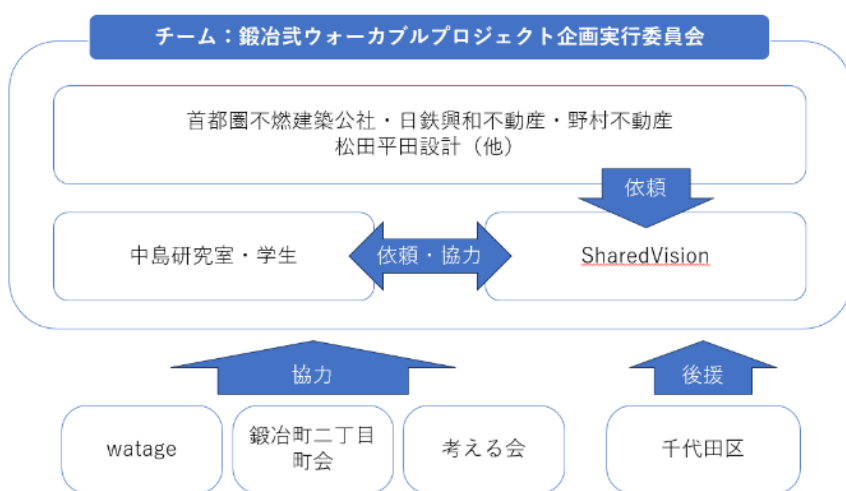 チーム：鍛冶弐ウォーカブルプロジェクト企画実行委員会
首都圏不燃建築公社・日鉄興和不動産・野村不動産
松田平田設計（他）
依頼
中島研究室・学生
依頼・協力
SharedVision
協力
後援
watage
鍛冶町二丁目
町会
考える会
千代田区